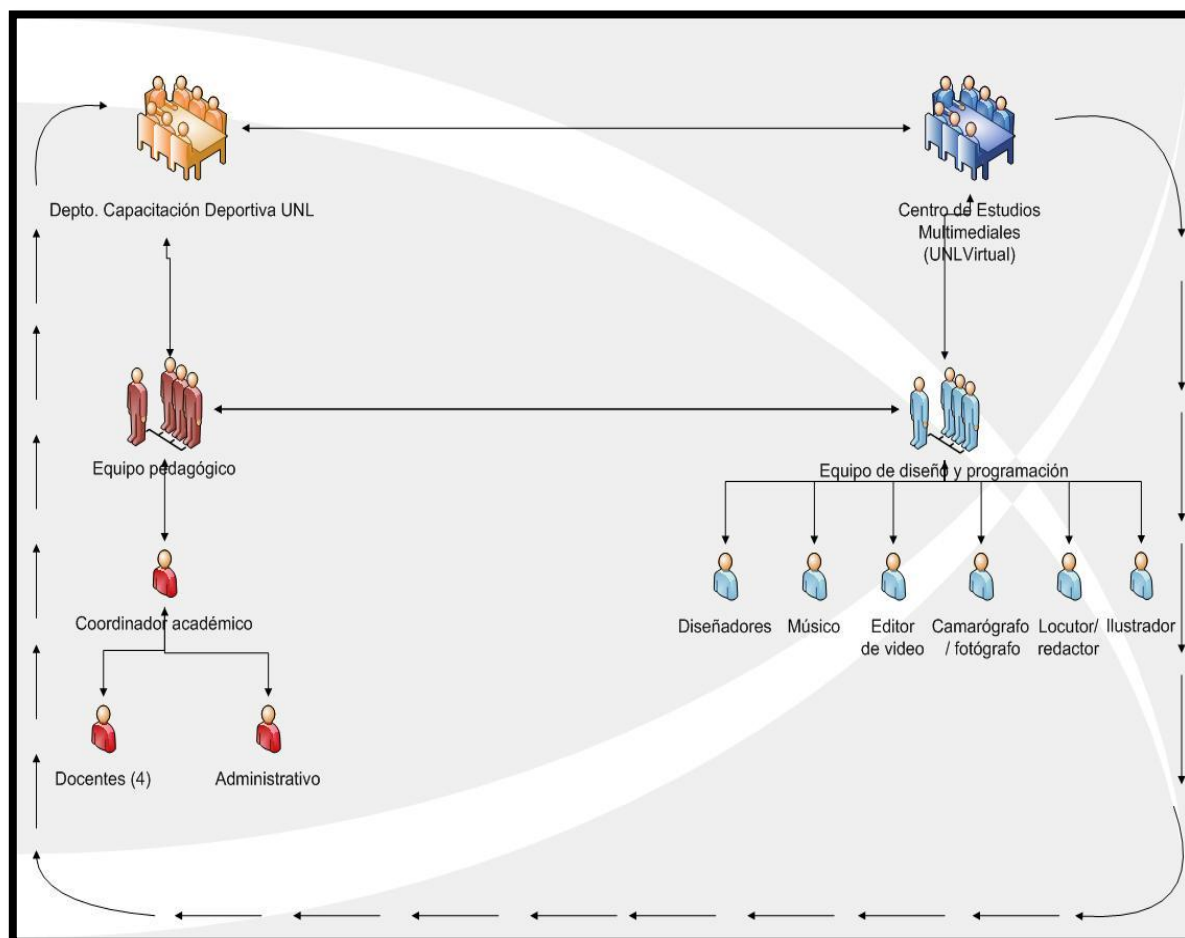 Depto. Capacitación Deportiva UNL
Centro de Estudios
Multimediales
(UNLVirtual)
Equipo pedagógico
Equipo de diseño y programación
Coordinador académico
Diseñadores
Músico
Editor
de video
Camarógrafo
/ fotógrafo
Locutor/
redactor
Ilustrador
Docentes (4)
Administrativo